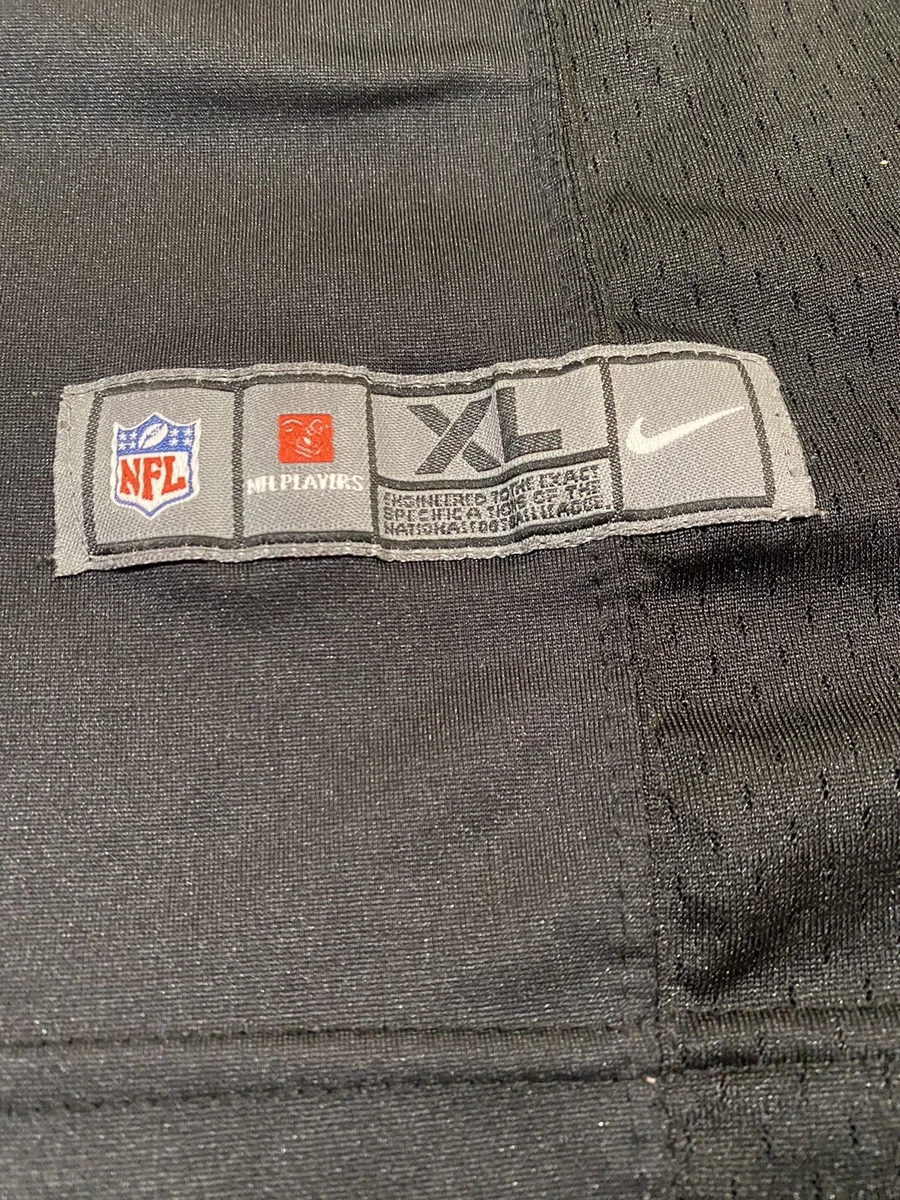 NFL
NFL PLAYERS
XL
ENGINEERED TO THE EXACT
SPECIFICATIONS OF THE
NATIONAL FOOTBALL LEAGUE.